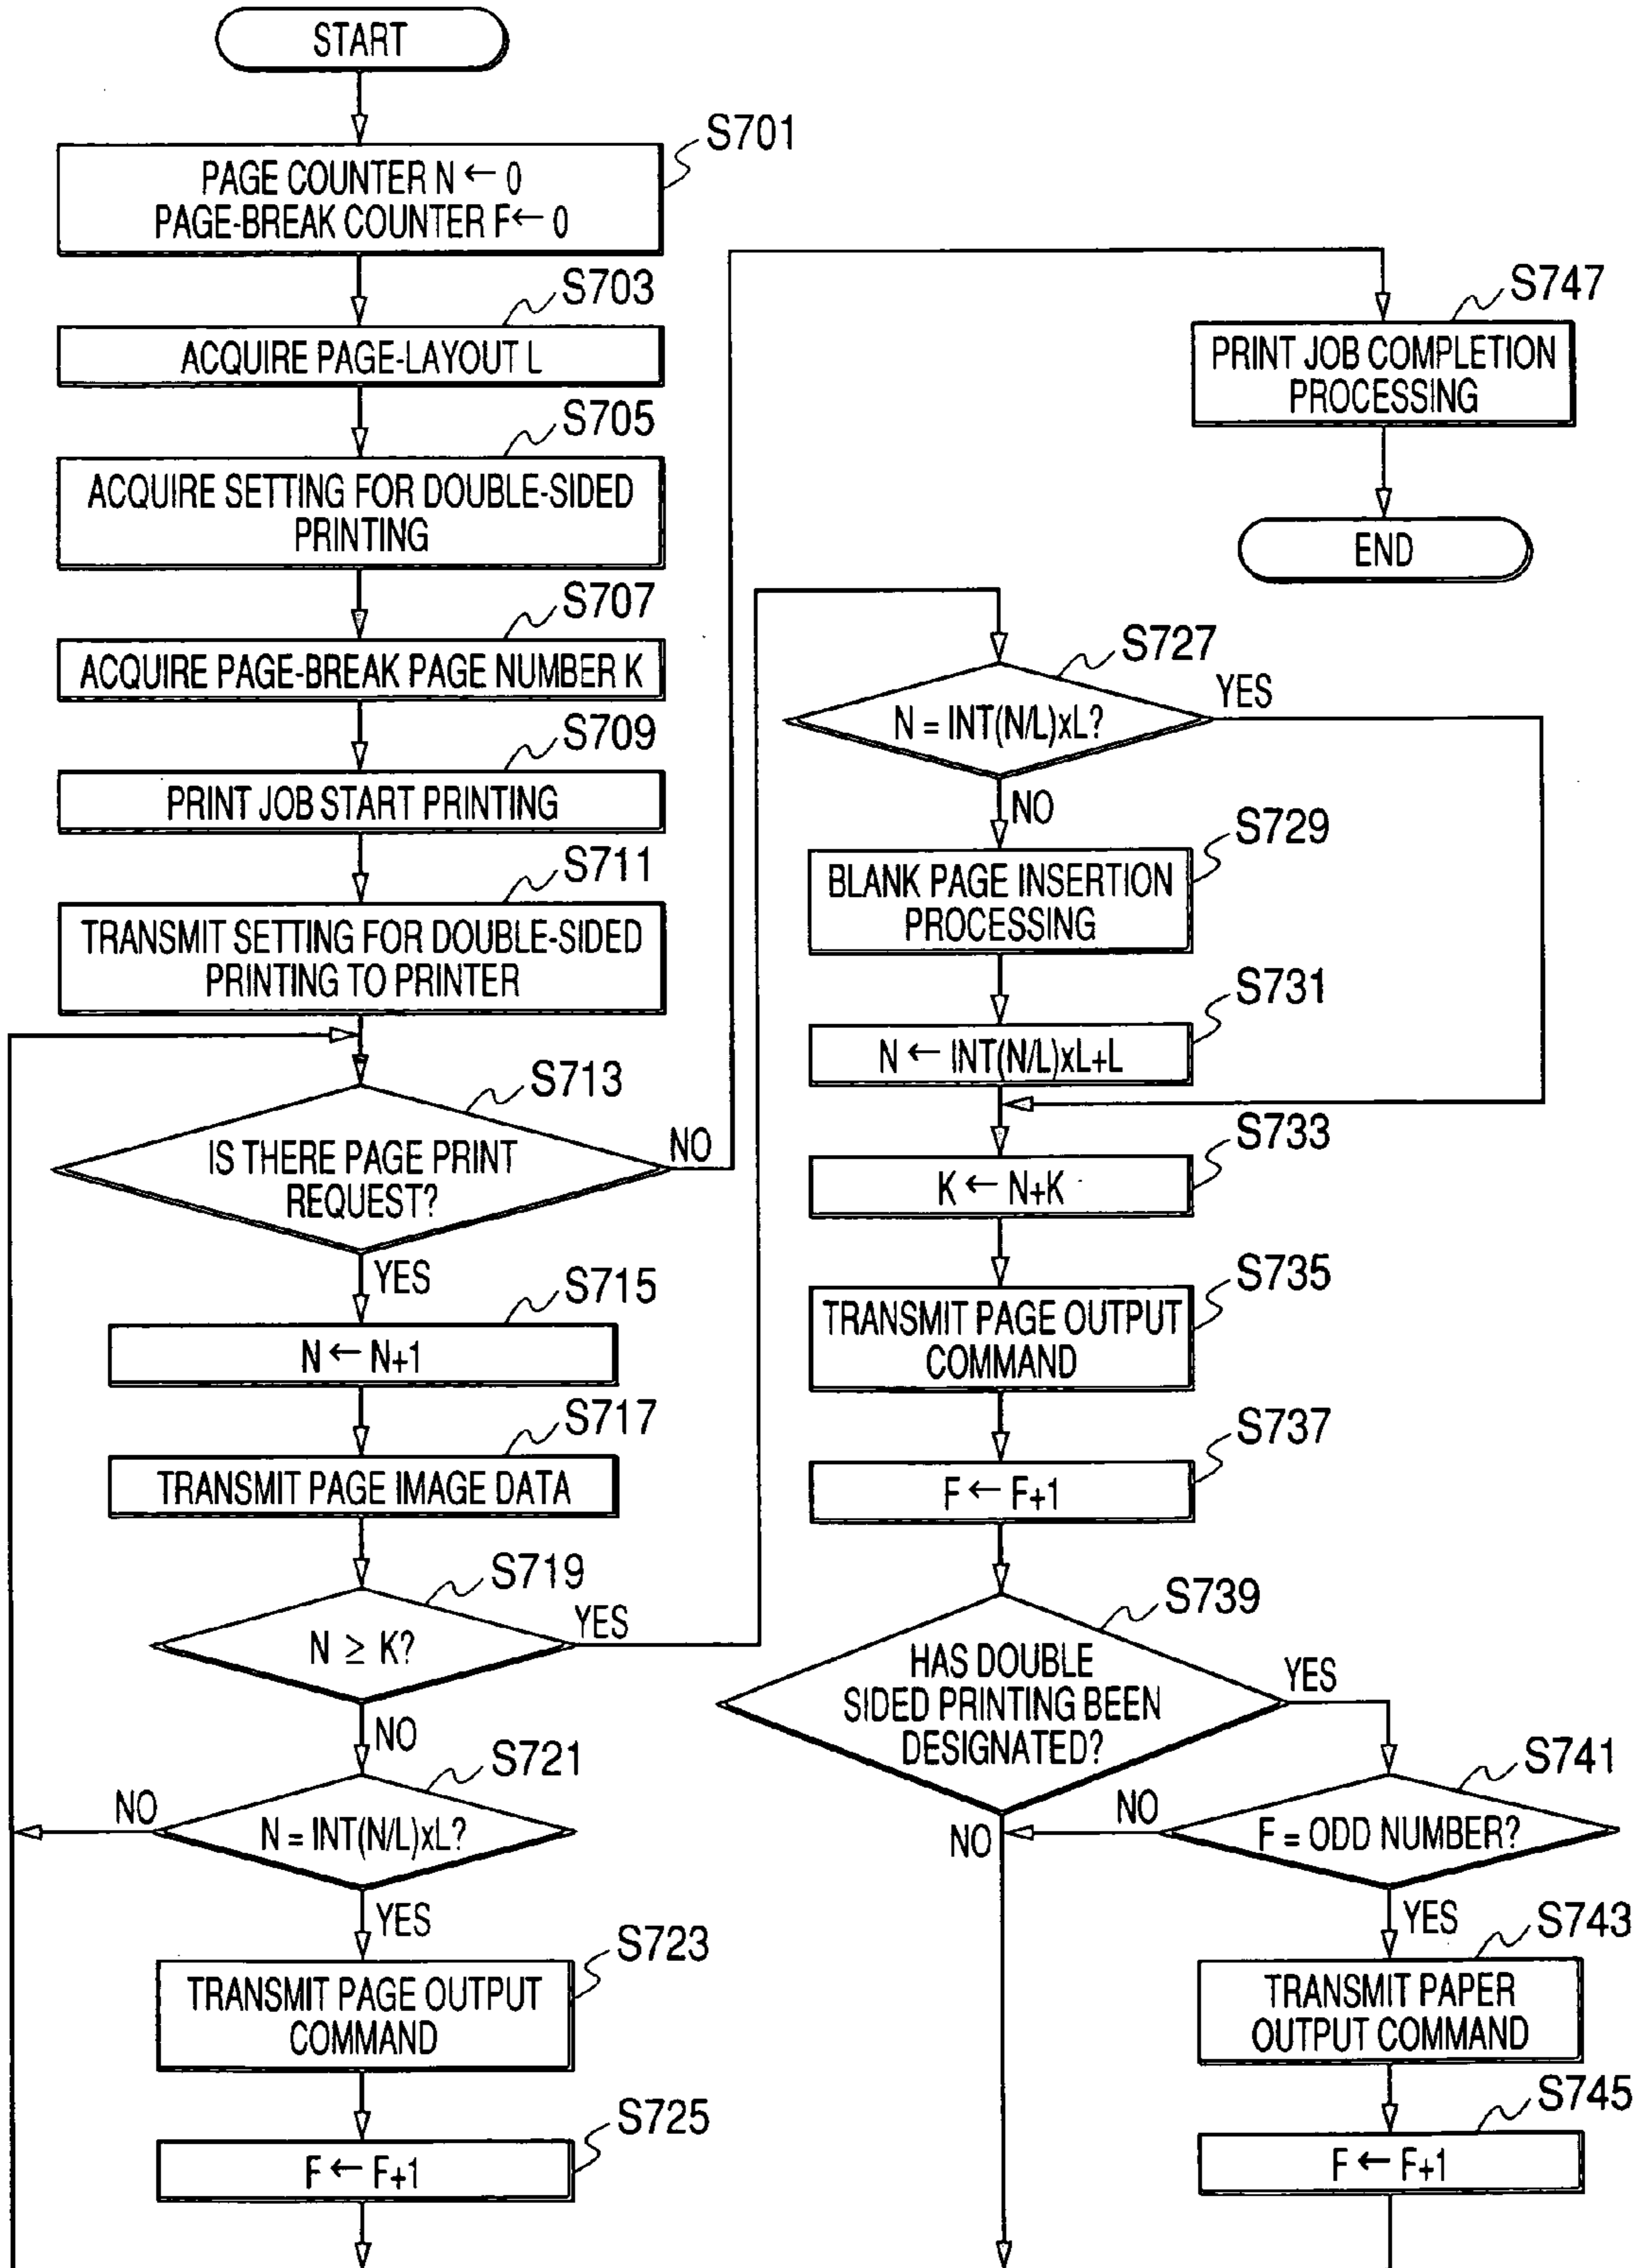 START
S701
PAGE COUNTER N ← 0
PAGE-BREAK COUNTER F ← 0
S703
ACQUIRE PAGE-LAYOUT L
S705
ACQUIRE SETTING FOR DOUBLE-SIDED
PRINTING
S707
ACQUIRE PAGE-BREAK PAGE NUMBER K
S709
PRINT JOB START PRINTING
S711
TRANSMIT SETTING FOR DOUBLE-SIDED
PRINTING TO PRINTER
S713
IS THERE PAGE PRINT
REQUEST?
NO
YES
S715
N ← N+1
S717
TRANSMIT PAGE IMAGE DATA
S719
N ≥ K?
YES
NO
S721
N = INT(N/L)xL?
NO
YES
S723
TRANSMIT PAGE OUTPUT
COMMAND
S725
F ← F+1
S727
N = INT(N/L)xL?
YES
NO
S729
BLANK PAGE INSERTION
PROCESSING
S731
N ← INT(N/L)xL+L
S733
K ← N+K
S735
TRANSMIT PAGE OUTPUT
COMMAND
S737
F ← F+1
S739
HAS DOUBLE
SIDED PRINTING BEEN
DESIGNATED?
YES
NO
S741
F = ODD NUMBER?
NO
YES
S743
TRANSMIT PAPER
OUTPUT COMMAND
S745
F ← F+1
S747
PRINT JOB COMPLETION
PROCESSING
END